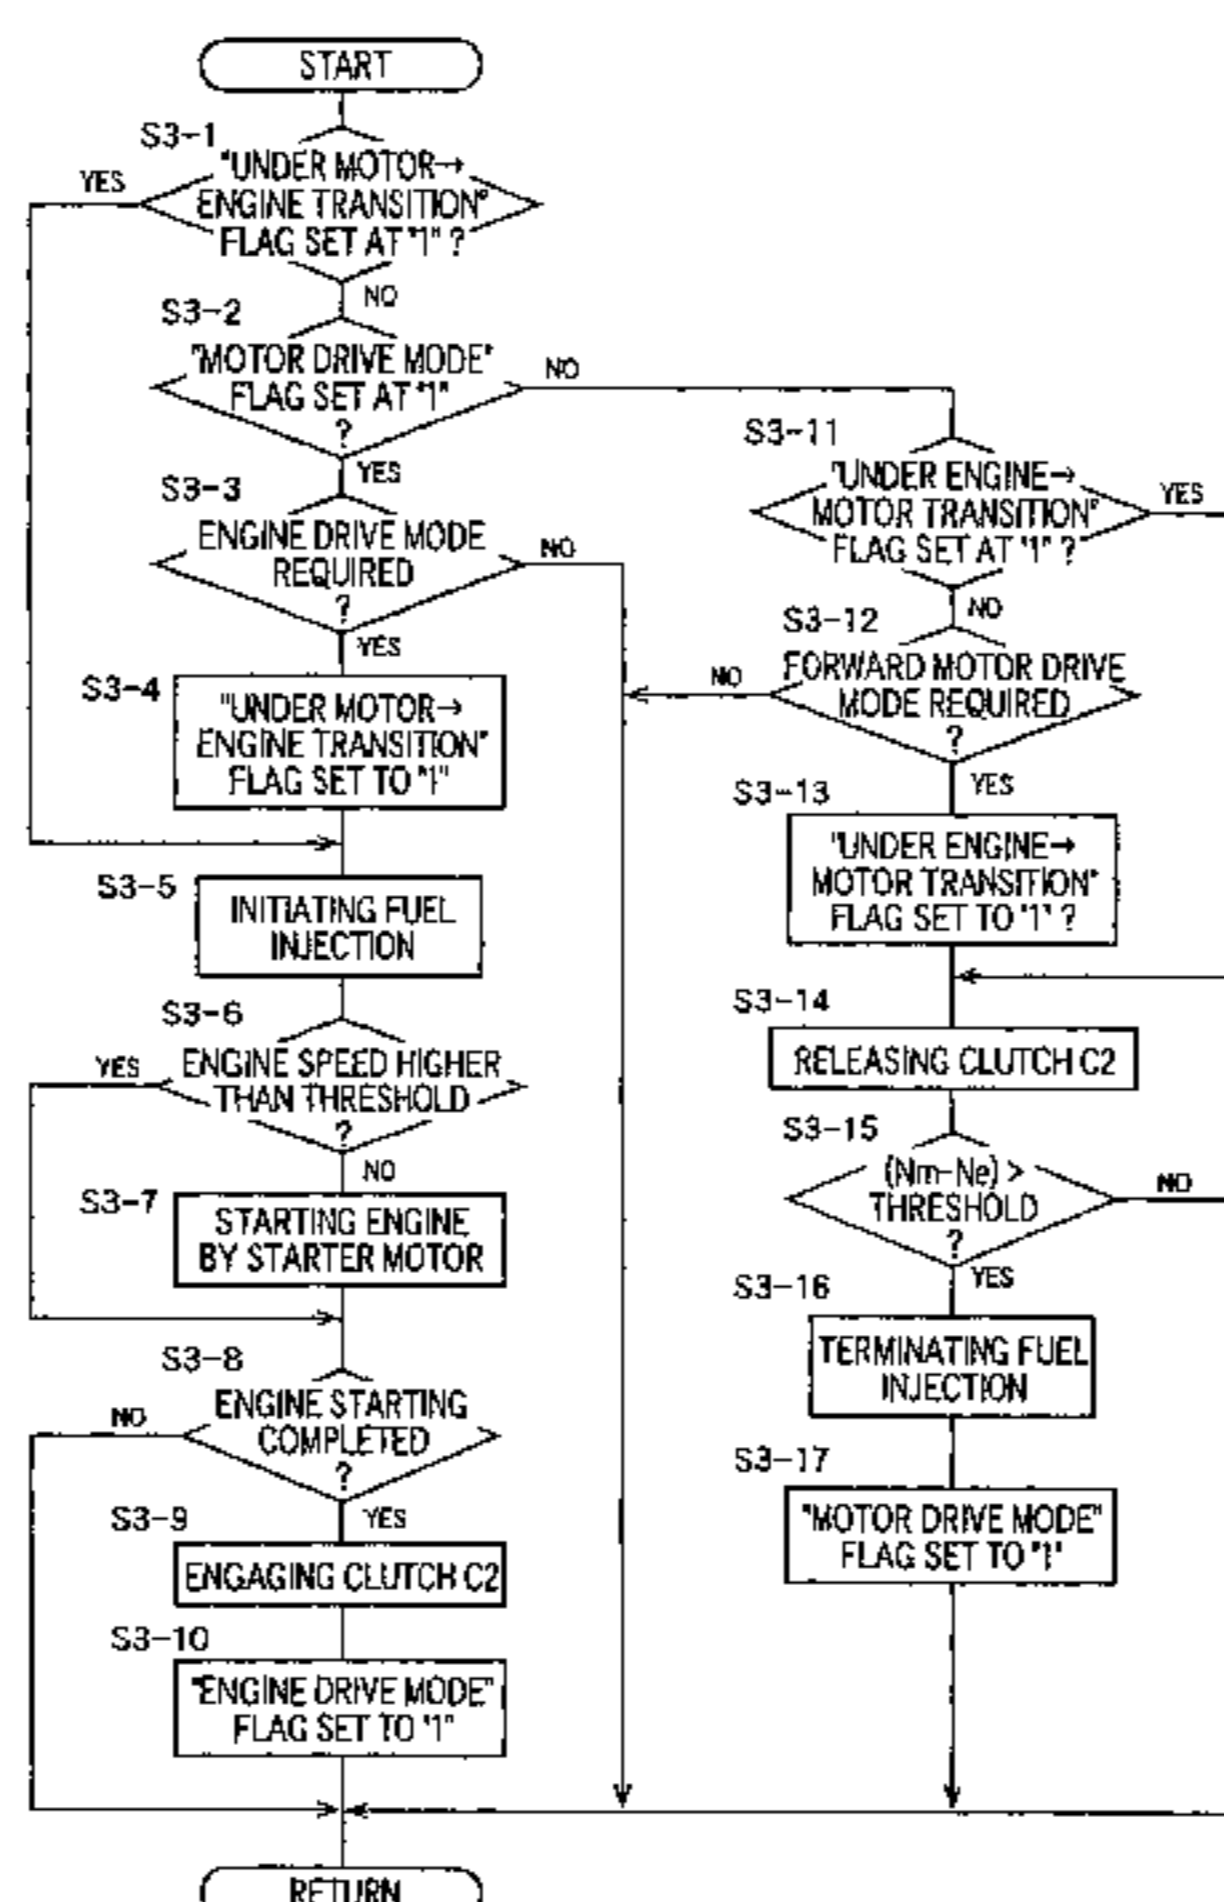 START
S3-1
"UNDER MOTOR→
ENGINE TRANSITION"
FLAG SET AT "1" ?
YES
NO
S3-2
"MOTOR DRIVE MODE"
FLAG SET AT "1"
?
NO
YES
S3-3
ENGINE DRIVE MODE
REQUIRED
?
NO
YES
S3-4
"UNDER MOTOR→
ENGINE TRANSITION"
FLAG SET TO "1"
S3-5
INITIATING FUEL
INJECTION
S3-6
ENGINE SPEED HIGHER
THAN THRESHOLD
?
YES
NO
S3-7
STARTING ENGINE
BY STARTER MOTOR
S3-8
ENGINE STARTING
COMPLETED
?
NO
YES
S3-9
ENGAGING CLUTCH C2
S3-10
"ENGINE DRIVE MODE"
FLAG SET TO "1"
RETURN
S3-11
"UNDER ENGINE→
MOTOR TRANSITION"
FLAG SET AT "1" ?
YES
NO
S3-12
FORWARD MOTOR DRIVE
MODE REQUIRED
?
NO
YES
S3-13
"UNDER ENGINE→
MOTOR TRANSITION"
FLAG SET TO "1" ?
S3-14
RELEASING CLUTCH C2
S3-15
(Nm-Ne) >
THRESHOLD
?
NO
YES
S3-16
TERMINATING FUEL
INJECTION
S3-17
"MOTOR DRIVE MODE"
FLAG SET TO "1"